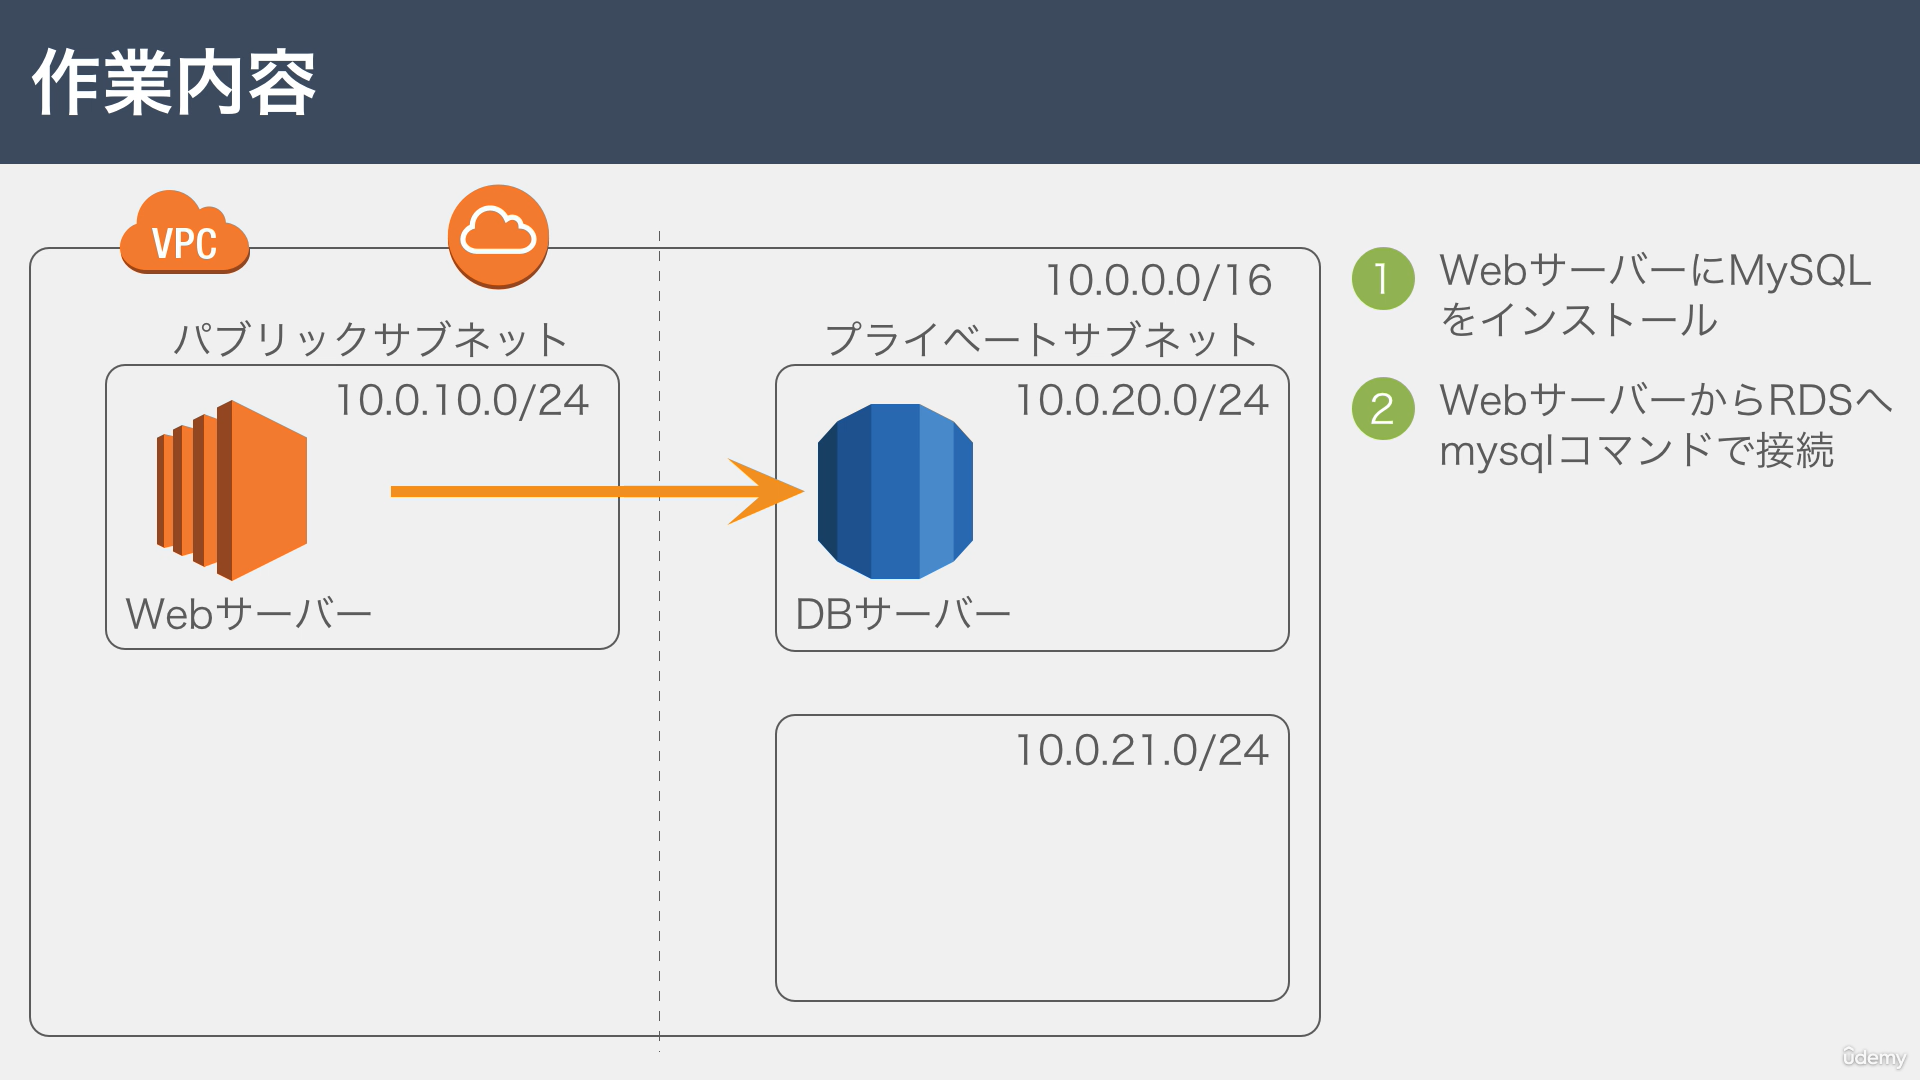 作業内容
VPC
10.0.0.0/16
パブリックサブネット
プライベートサブネット
10.0.10.0/24
10.0.20.0/24
Webサーバー
DBサーバー
10.0.21.0/24
1
WebサーバーにMySQL
をインストール
2
WebサーバーからRDSへ
mysqlコマンドで接続
ûdemy